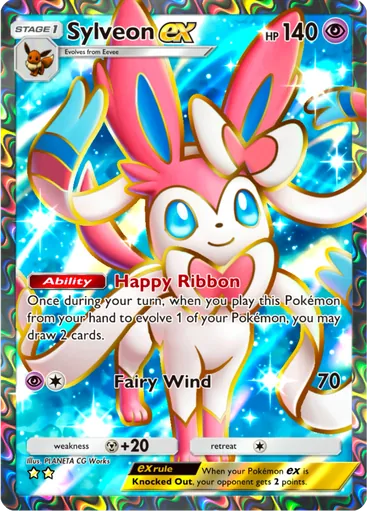 STAGE 1 Sylveon ex HP 140
Evolves from Eevee
Ability Happy Ribbon
Once during your turn, when you play this Pokémon
from your hand to evolve 1 of your Pokémon, you may
draw 2 cards.
Fairy Wind 70
weakness +20 retreat
Illus. PLANETA CG Works
ex rule When your Pokémon ex is
Knocked Out, your opponent gets 2 points.